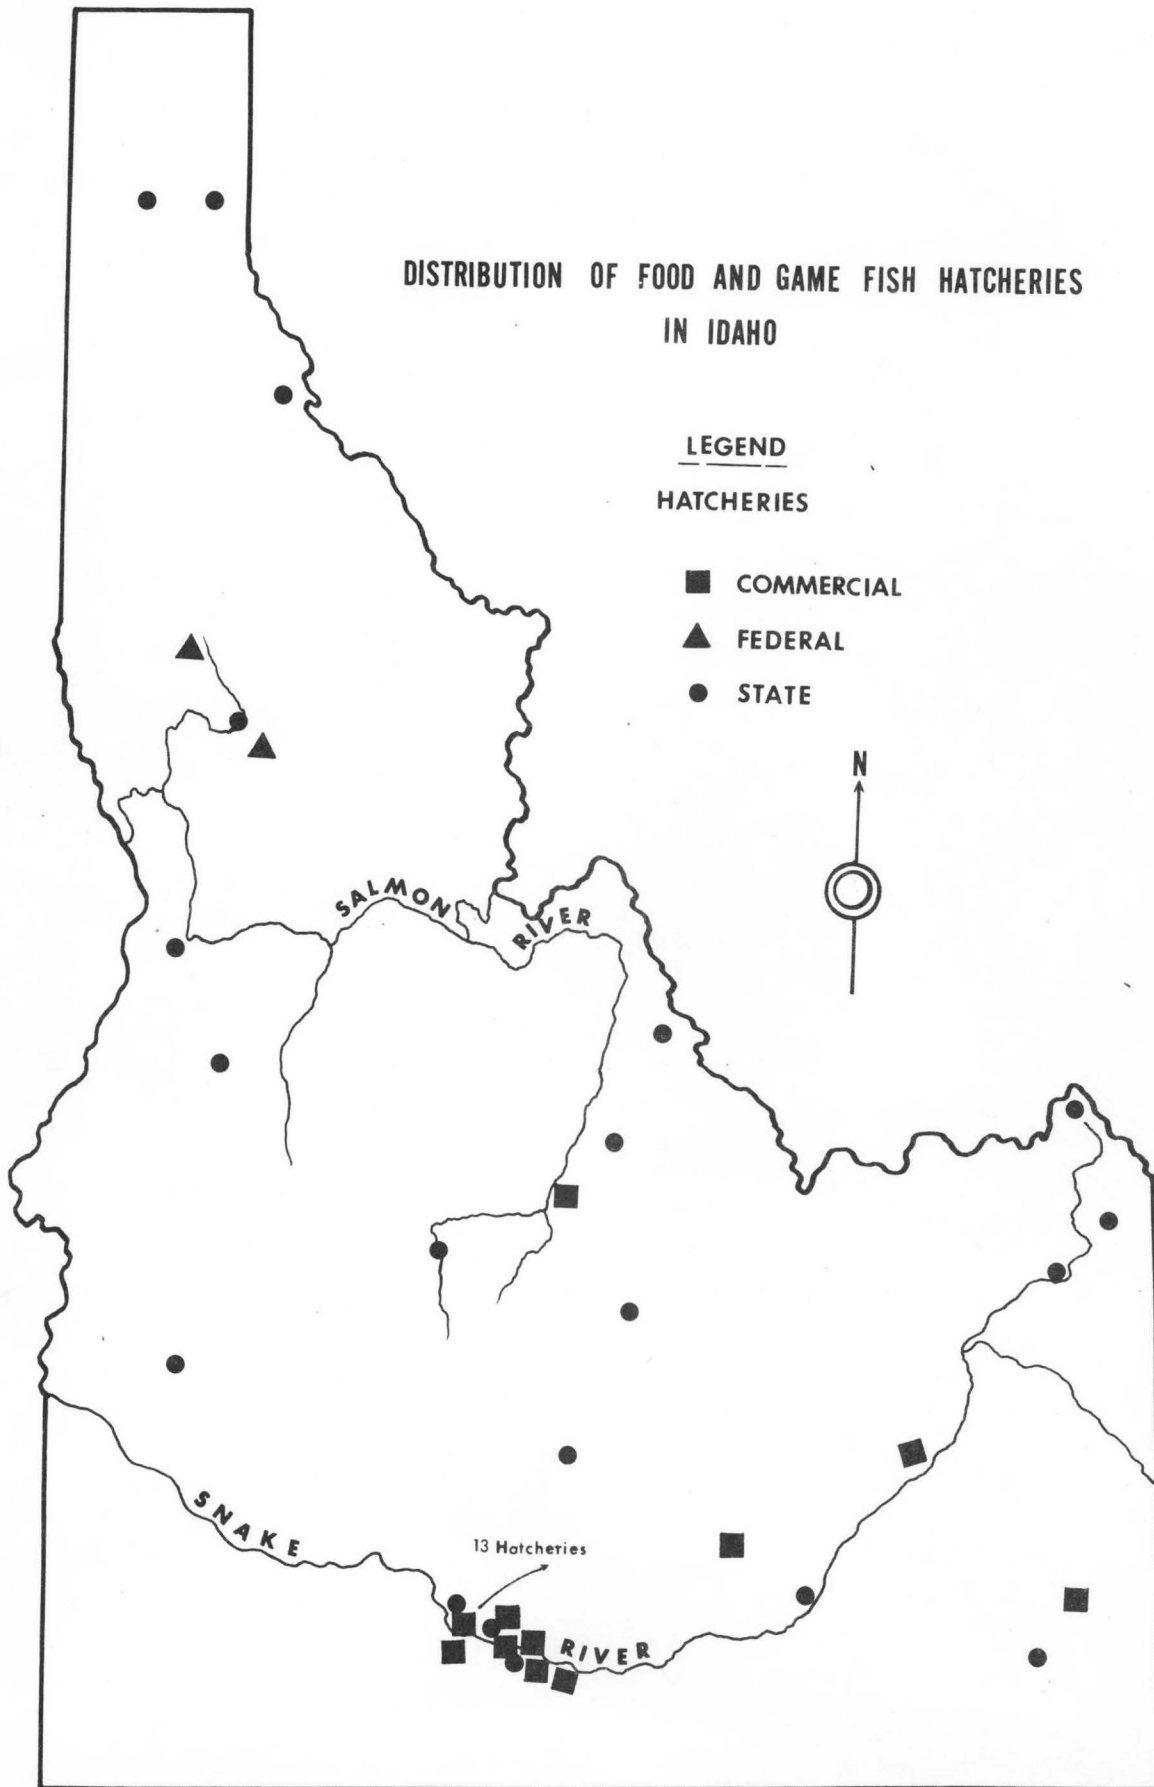 DISTRIBUTION OF FOOD AND GAME FISH HATCHERIES
IN IDAHO
LEGEND
HATCHERIES
COMMERCIAL
FEDERAL
STATE
N
SALMON
RIVER
SNAKE
13 Hatcheries
RIVER